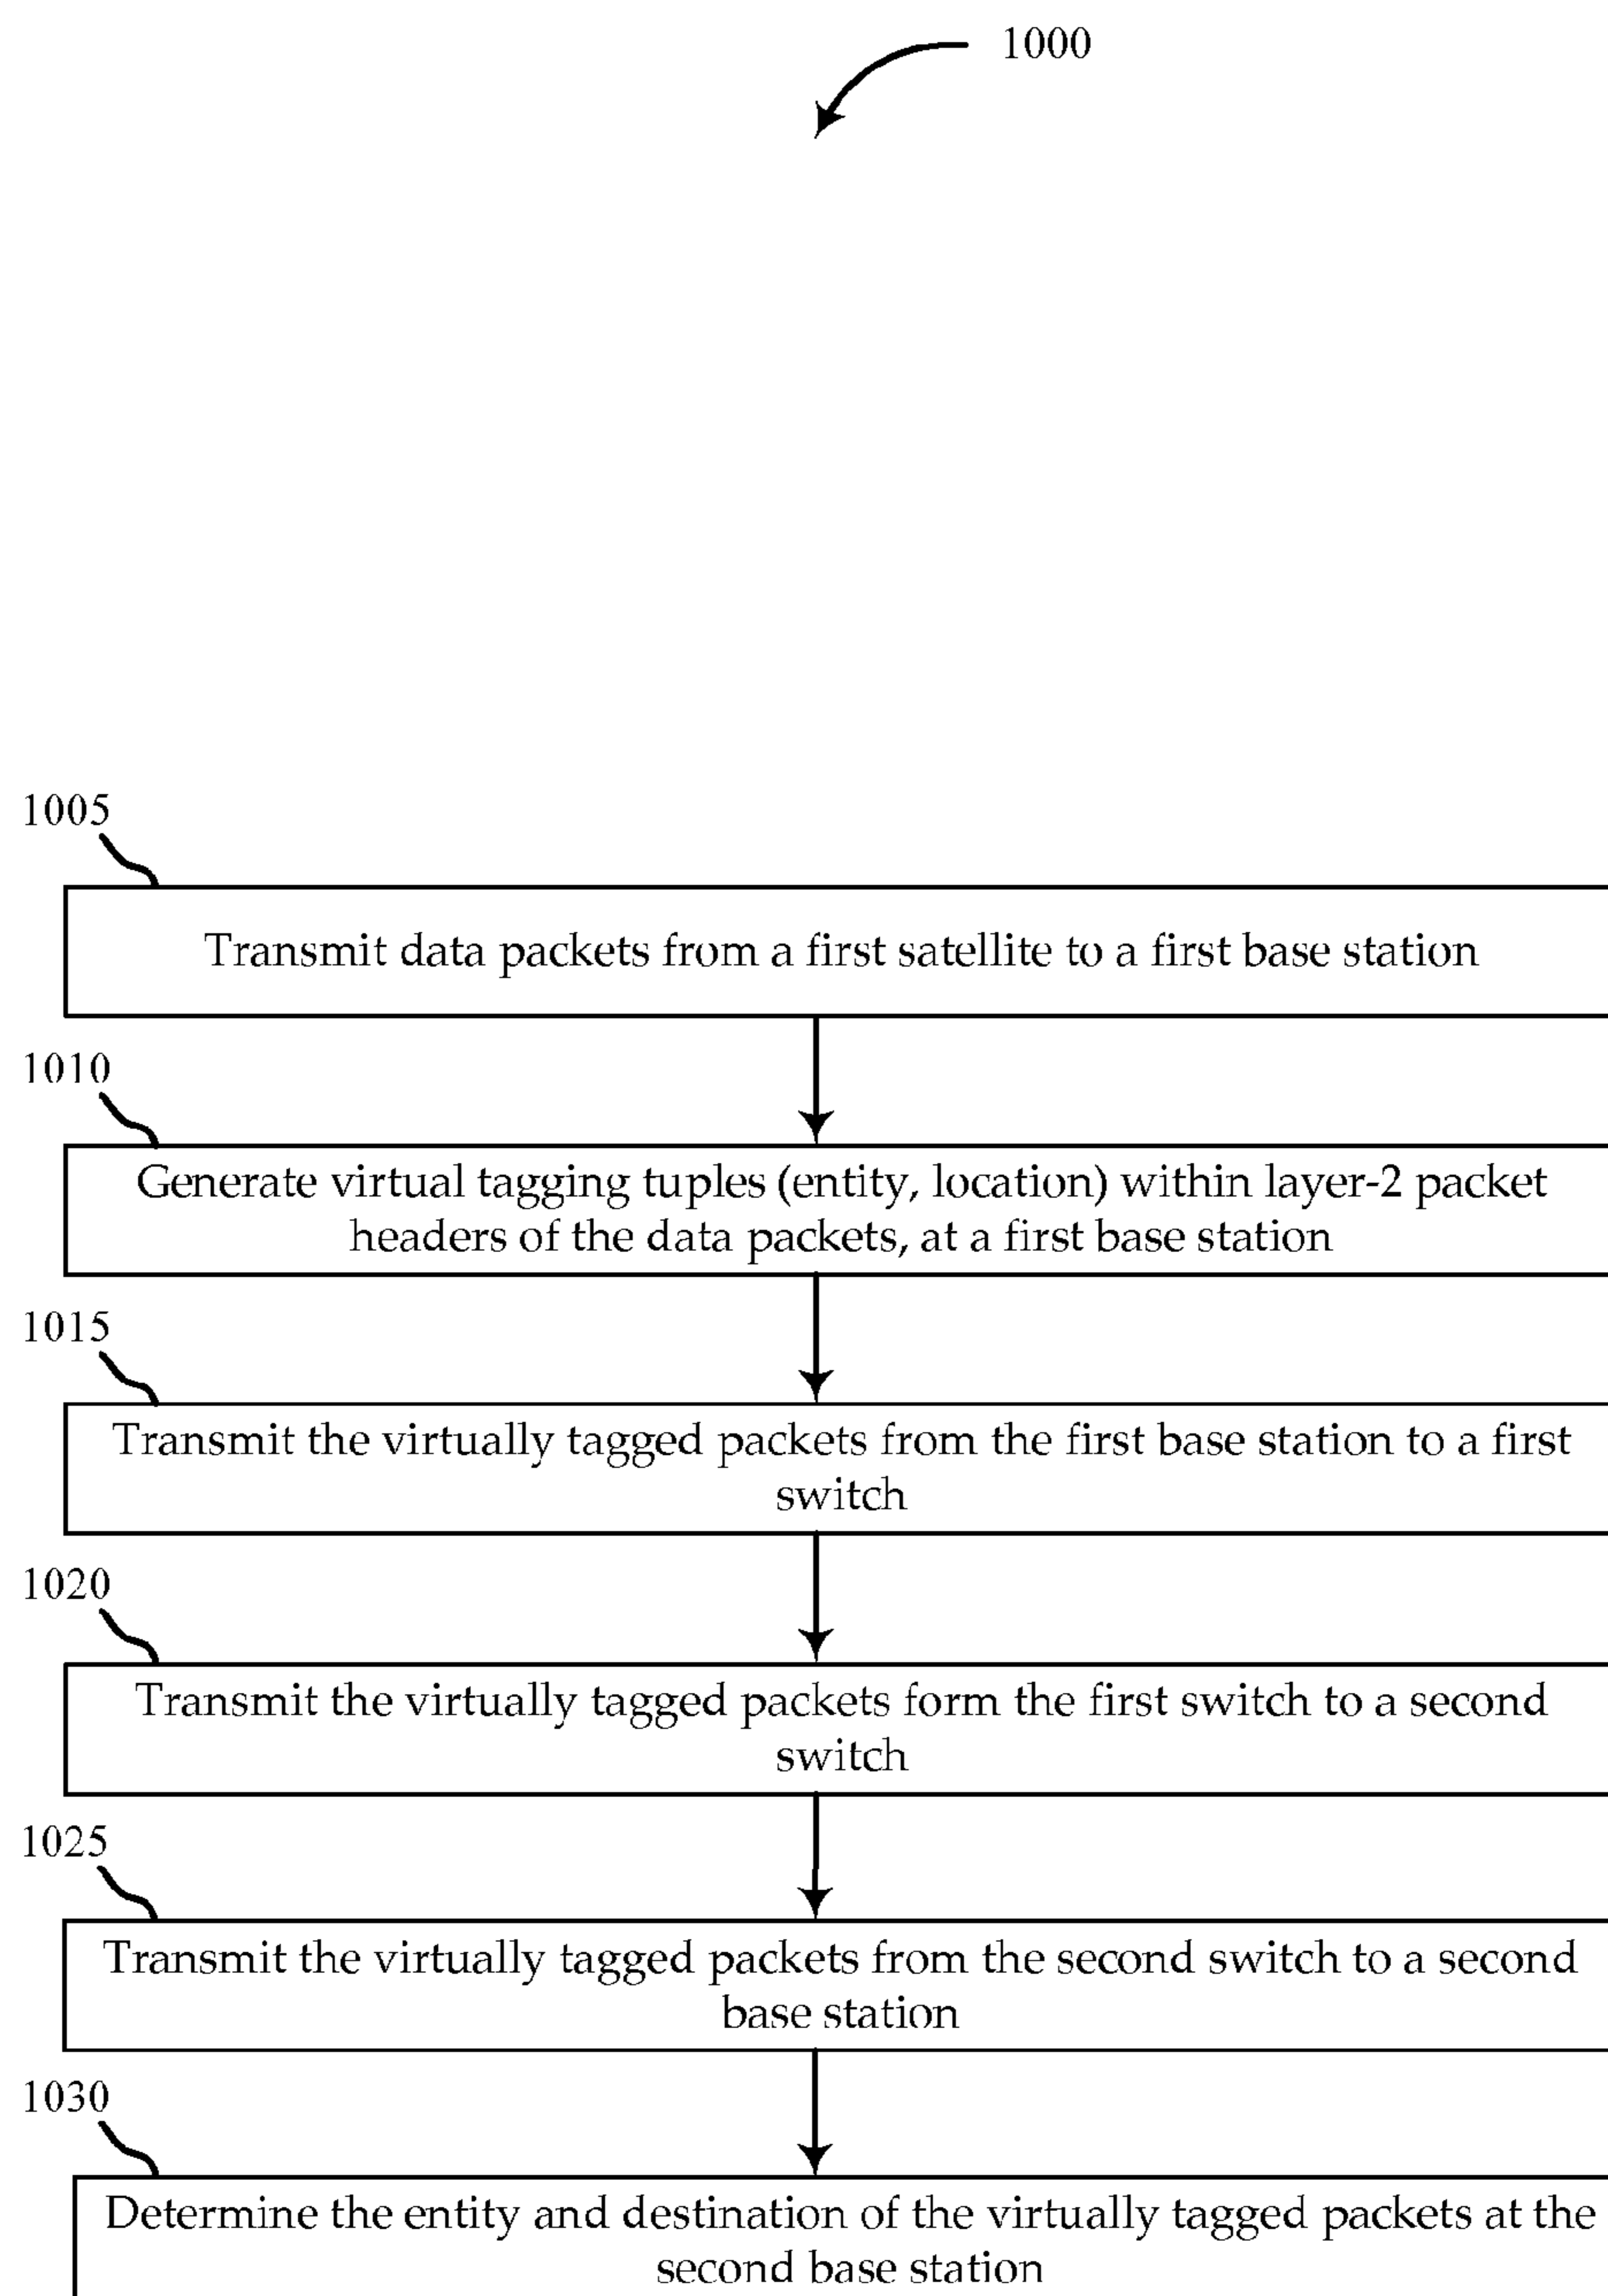 1000
1005
Transmit data packets from a first satellite to a first base station
1010
Generate virtual tagging tuples (entity, location) within layer-2 packet
headers of the data packets, at a first base station
1015
Transmit the virtually tagged packets from the first base station to a first
switch
1020
Transmit the virtually tagged packets form the first switch to a second
switch
1025
Transmit the virtually tagged packets from the second switch to a second
base station
1030
Determine the entity and destination of the virtually tagged packets at the
second base station